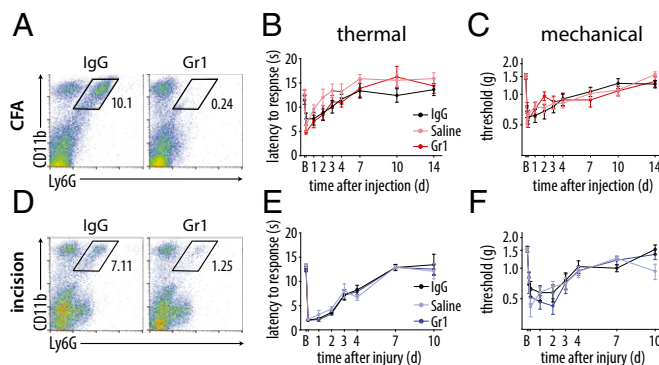 A
IgG
Gr1
CFA
CD11b
10.1
0.24
Ly6G
B
thermal
latency to respnse (s)
20
15
10
5
0
B 1 2 3 4 7 10 14
time after injection (d)
IgG
Saline
Gr1
C
mechanical
threshold (g)
2.0
1.5
1.0
0.5
B 1 2 3 4 7 10 14
time after injection (d)
D
IgG
Gr1
incision
CD11b
7.11
1.25
Ly6G
E
latency to response (s)
20
15
10
5
0
B 1 2 3 4 7 10
time after injury (d)
IgG
Saline
Gr1
F
threshold (g)
2.0
1.5
1.0
0.5
B 1 2 3 4 7 10
time after injury (d)